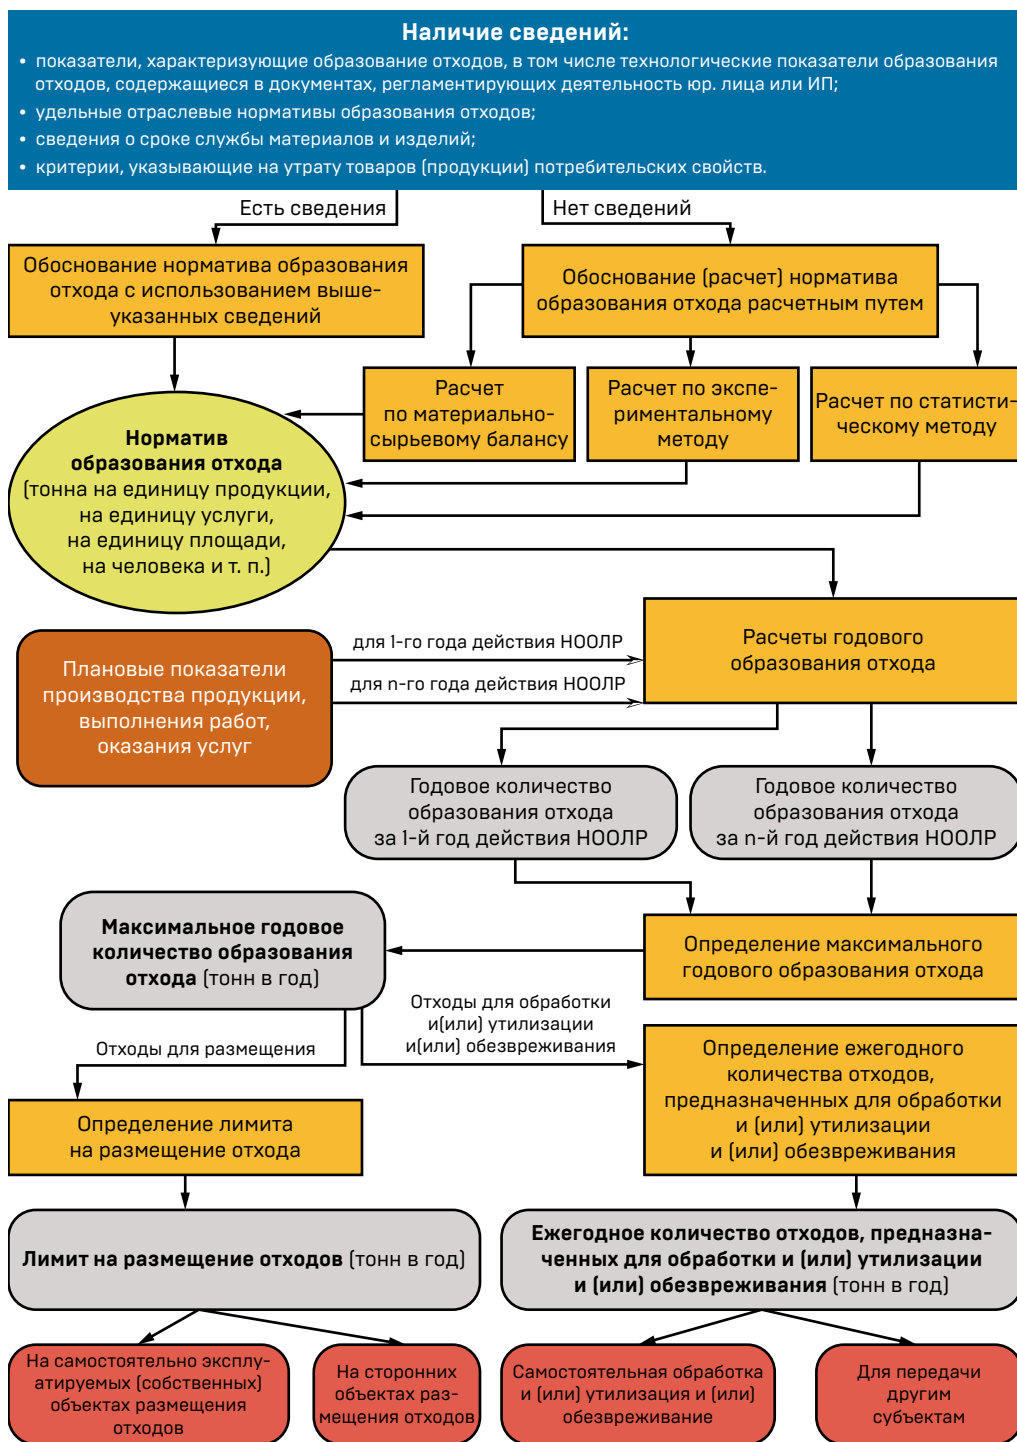 Наличие сведений:
• показатели, характеризующие образование отходов, в том числе технологические показатели образования
отходов, содержащиеся в документах, регламентирующих деятельность юр. лица или ИП;
• удельные отраслевые нормативы образования отходов;
• сведения о сроке службы материалов и изделий;
• критерии, указывающие на утрату товаров (продукции) потребительских свойств.
Есть сведения
Нет сведений
Обоснование норматива образования
отхода с использованием выше-
указанных сведений
Обоснование (расчет) норматива
образования отхода расчетным путем
Расчет
по материально-
сырьевому балансу
Расчет по экспе-
риментальному
методу
Расчет по статисти-
ческому методу
Норматив
образования отхода
(тонна на единицу продукции,
на единицу услуги,
на единицу площади,
на человека и т. п.)
Плановые показатели
производства продукции,
выполнения работ,
оказания услуг
для 1-го года действия НООЛР
для n-го года действия НООЛР
Расчеты годового
образования отхода
Годовое количество
образования отхода
за 1-й год действия НООЛР
Годовое количество
образования отхода
за n-й год действия НООЛР
Максимальное годовое
количество образования
отхода (тонн в год)
Определение максимального
годового образования отхода
Отходы для размещения
Отходы для обработки
и(или) утилизации
и(или) обезвреживания
Определение лимита
на размещение отхода
Определение ежегодного
количества отходов,
предназначенных для обработки
и (или) утилизации
и (или) обезвреживания
Лимит на размещение отходов (тонн в год)
Ежегодное количество отходов, предназна-
ченных для обработки и (или) утилизации
и (или) обезвреживания (тонн в год)
На самостоятельно эксплу-
атируемых (собственных)
объектах размещения
отходов
На сторонних
объектах раз-
мещения отходов
Самостоятельная обработка
и (или) утилизация и (или)
обезвреживание
Для передачи
другим
субъектам